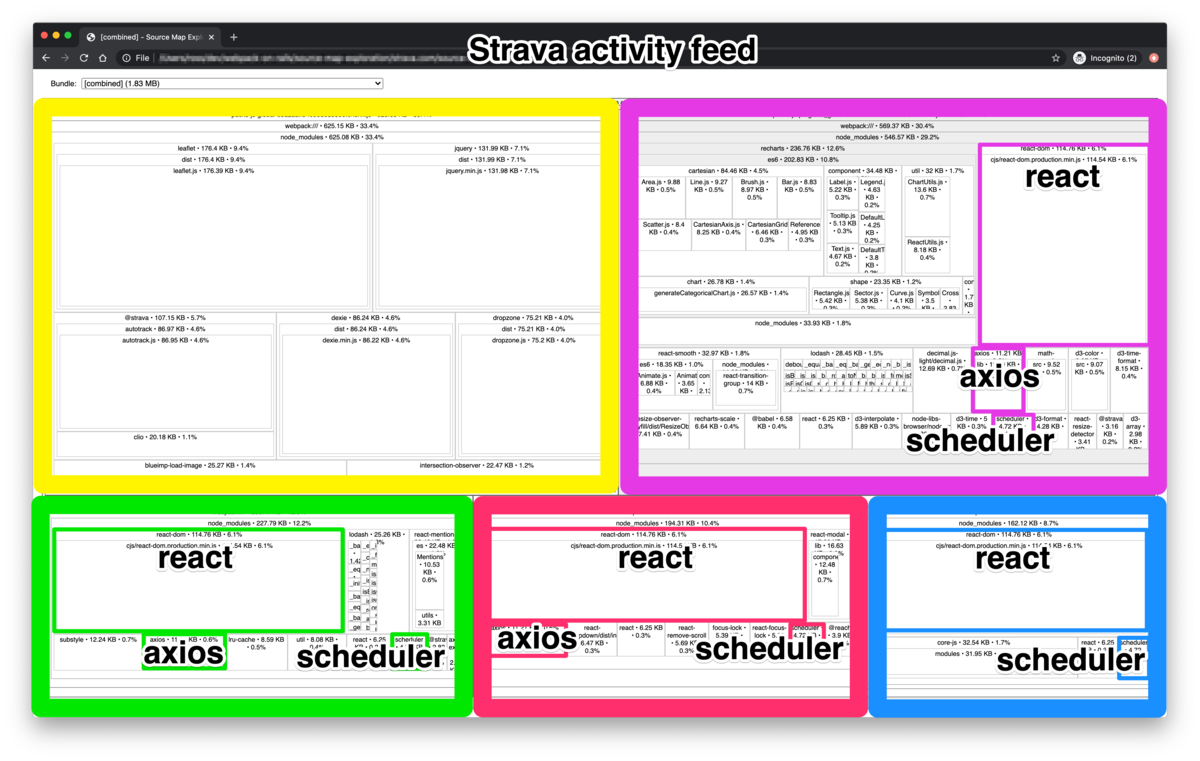 [combined] - Source Map Exp
Strava activity feed
File
Incognito (2)
Bundle: [combined] (1.83 MB)
webpack:/// • 625.15 KB • 33.4%
node_modules • 625.08 KB • 33.4%
leaflet • 176.4 KB • 9.4%
jquery • 131.99 KB • 7.1%
dist • 176.4 KB • 9.4%
dist • 131.99 KB • 7.1%
leaflet.js • 176.39 KB • 9.4%
jquery.min.js • 131.98 KB • 7.1%
@strava • 107.15 KB • 5.7%
dexie • 86.24 KB • 4.6%
dropzone • 75.21 KB • 4.0%
autotrack • 86.97 KB • 4.6%
dist • 86.24 KB • 4.6%
dist • 75.21 KB • 4.0%
autotrack.js • 86.95 KB • 4.6%
dexie.min.js • 86.22 KB • 4.6%
dropzone.js • 75.2 KB • 4.0%
clio • 20.18 KB • 1.1%
blueimp-load-image • 25.27 KB • 1.4%
intersection-observer • 22.47 KB • 1.2%
webpack:/// • 569.37 KB • 30.4%
node_modules • 546.57 KB • 29.2%
recharts • 236.76 KB • 12.6%
react-dom • 114.76 KB • 6.1%
es6 • 202.83 KB • 10.8%
cjs/react-dom.production.min.js • 114.54 KB • 6.1%
react
cartesian • 84.46 KB • 4.5%
component • 34.48 KB •
util • 32 KB • 1.7%
Area.js • 9.88
KB • 0.5%
Line.js • 9.27
KB • 0.5%
Brush.js •
8.97 KB •
0.5%
Bar.js • 8.83
KB • 0.5%
Label.js •
5.22 KB •
0.3%
Legend.j
• 4.63
KB •
0.2%
ChartUtils.js •
13.6 KB •
0.7%
Scatter.js • 8.4
KB • 0.4%
CartesianAxis.js •
8.25 KB • 0.4%
CartesianGrid
• 6.46 KB •
0.3%
Reference
• 4.95 KB
• 0.3%
Tooltip.js
• 5.13 KB
• 0.3%
DefaultL
• 4.25
KB •
0.2%
ReactUtils.js •
8.18 KB •
0.4%
Text.js •
4.67 KB •
0.2%
DefaultT
• 3.8
KB •
0.2%
chart • 26.78 KB • 1.4%
shape • 23.35 KB • 1.2%
generateCategoricalChart.js • 26.57 KB • 1.4%
Rectangle.js
• 5.42 KB •
0.3%
Sector.js •
5.38 KB •
0.3%
Curve.js
• 4.1 KB
• 0.2%
Symbol
• 3.5
KB •
Cross
•
2.83
con
•
1.7
KB •
node_modules • 33.93 KB • 1.8%
react-smooth • 32.97 KB • 1.8%
lodash • 28.45 KB • 1.5%
decimal.js-
light/decimal.js •
12.69 KB • 0.7%
axios • 11.21 KB
axios
math-
src • 9.52
• 0.5%
d3-color •
src • 9.07
KB • 0.5%
d3-time-
format •
8.15 KB •
0.4%
es6 • 18.35 KB • 1.0%
node_modules •
Animate.js •
6.88 KB •
0.4%
Animat
• 3.65
KB •
con
•
2.13
react-transition-
group • 14 KB •
0.7%
7.41 KB • 0.4%
recharts-scale •
6.64 KB • 0.4%
@babel • 6.58
KB • 0.4%
react • 6.25 KB
• 0.3%
d3-interpolate •
5.89 KB • 0.3%
node-libs-
d3-time • 5
KB • 0.3%
scheduler •
4.72
scheduler
d3-format •
4.28 KB •
react-
resize-
detector
• 3.41
KB •
@strava
• 3.16
KB •
0.2%
d3-
array •
2.98
KB •
node_modules • 227.79 KB • 12.2%
react-dom • 114.76 KB • 6.1%
lodash • 25.26 KB
react-mention
cjs/react-dom.production.min.js
.54 KB • 6.1%
react
es • 22.48 KB
Mentions
• 10.53
KB •
0.6%
utils •
3.31 KB
substyle • 12.24 KB • 0.7%
axios • 11
KB • 0.6%
axios
lru-cache • 8.59 KB
• 0.5%
util • 8.08 KB
react • 6.25
scheduler
scheduler
node_modules • 194.31 KB • 10.4%
react-dom • 114.76 KB • 6.1%
react-modal
cjs/react-dom.production.min.js • 114.5
KB • 6.1%
react
lib • 16.63
compone
• 12.48
KB •
0.7%
axios
react-
• 6.47 KB •
0.3%
react • 6.25 KB
• 0.3%
react-
remove-scroll
• 5.69 KB
focus-lock •
5.39
react-focus-
lock • 5.
scheduler
4.72
scheduler
@reach
• 3.9 K
node_modules • 162.12 KB • 8.7%
react-dom • 114.76 KB • 6.1%
cjs/react-dom.production.min.js
KB • 6.1%
react
core-js • 32.54 KB • 1.7%
modules • 31.95 KB •
react • 6.25
scheduler
• 4.72
scheduler